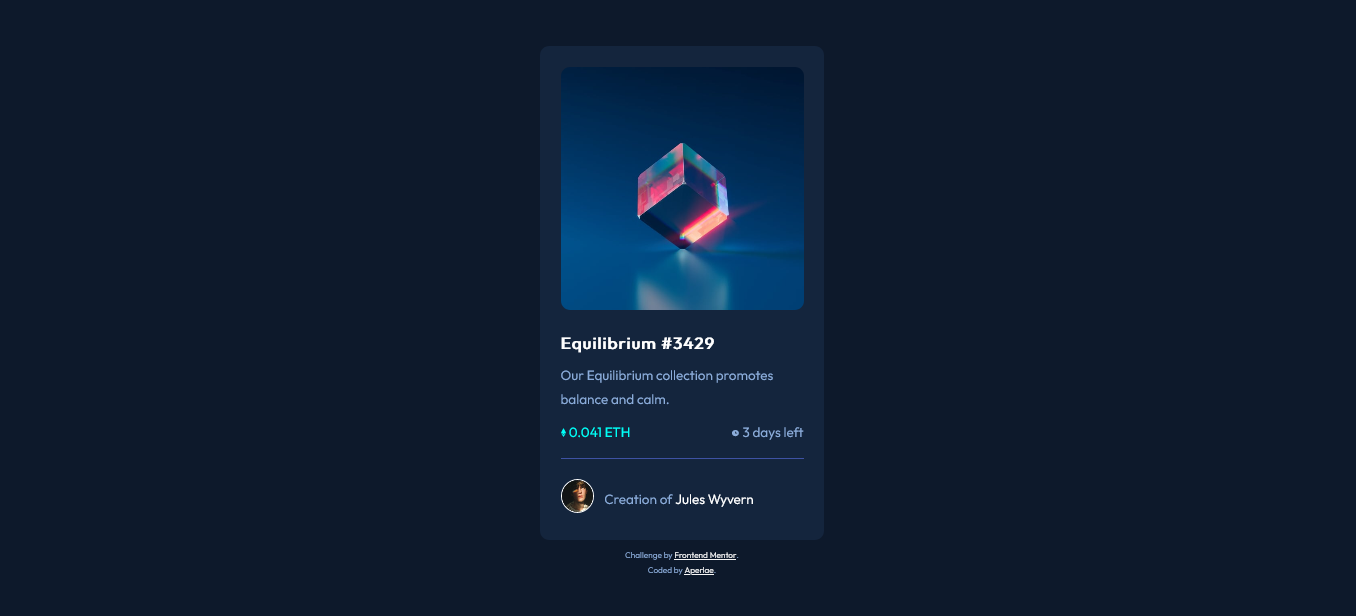 Equilibrium #3429
Our Equilibrium collection promotes
balance and calm.
0.041 ETH
3 days left
Creation of Jules Wyvern
Challenge by Frontend Mentor.
Coded by Aperlae.